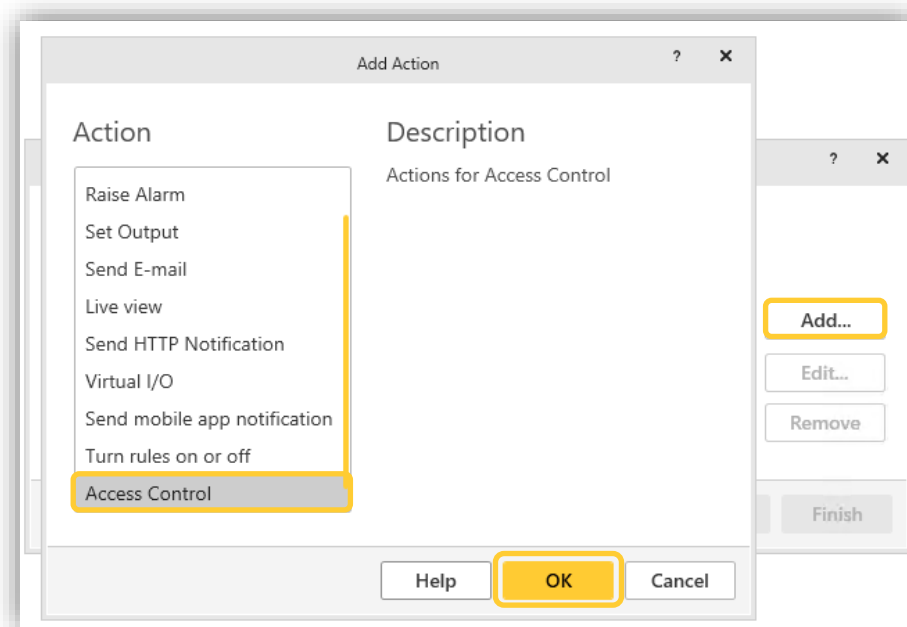 Add Action
?
Action
Description
Actions for Access Control
Raise Alarm
Set Output
Send E-mail
Live view
Send HTTP Notification
Virtual I/O
Send mobile app notification
Turn rules on or off
Access Control
Help
OK
Cancel
?
Add...
Edit...
Remove
Finish